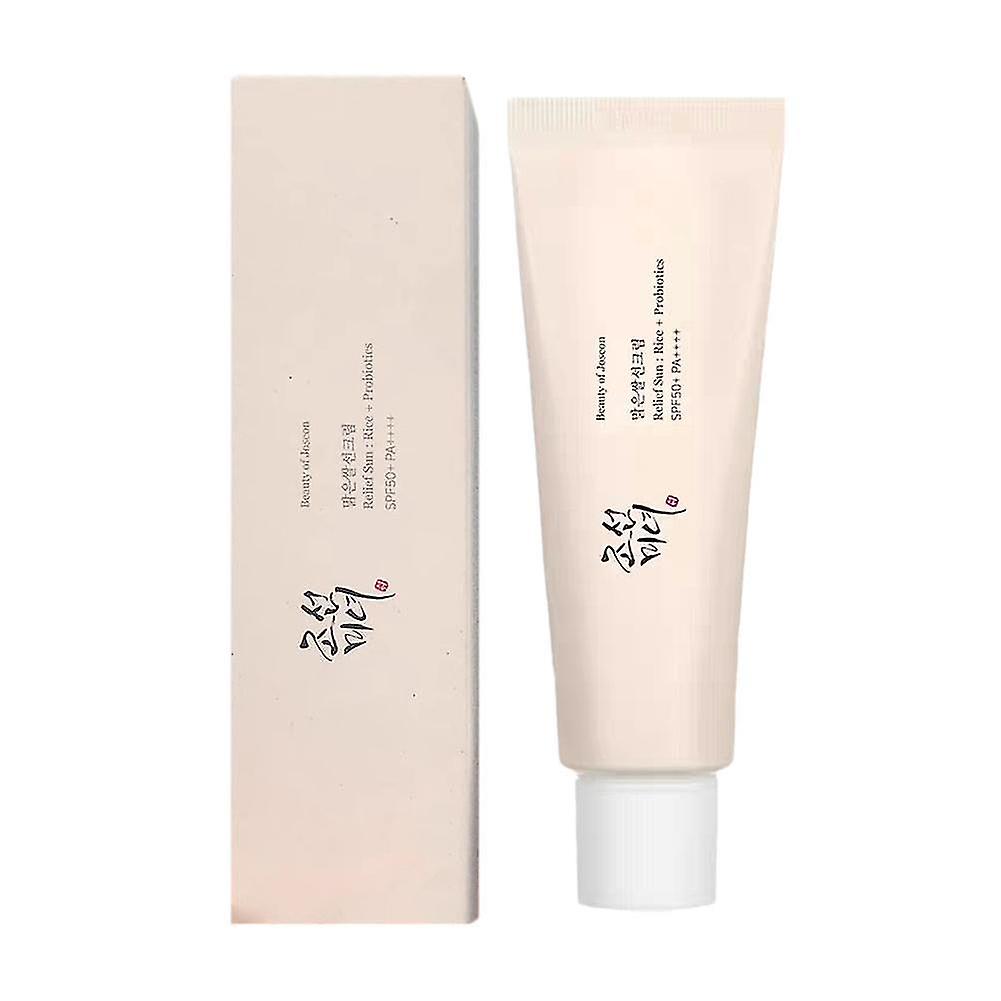 Beauty of Joseon
맑은쌀선크림
Relief Sun : Rice + Probiotics
SPF50+ PA++++
조선
미녀
Beauty of Joseon
맑은쌀선크림
Relief Sun : Rice + Probiotics
SPF50+ PA++++
조선
미녀